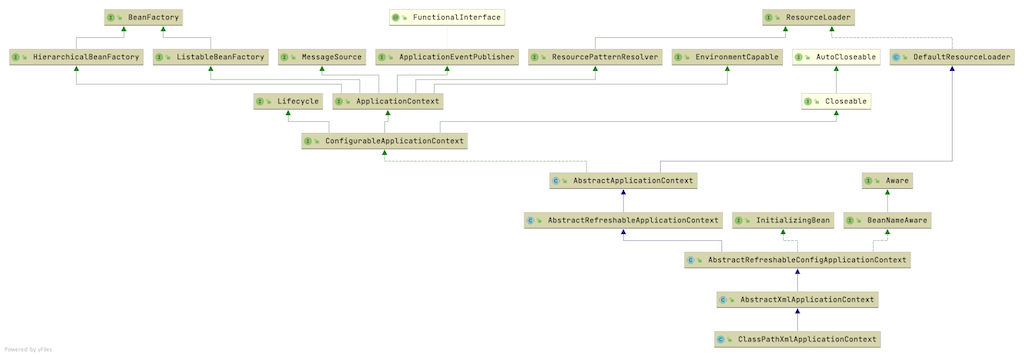 BeanFactory
FunctionalInterface
ResourceLoader
HierarchicalBeanFactory
ListableBeanFactory
MessageSource
ApplicationEventPublisher
ResourcePatternResolver
EnvironmentCapable
AutoCloseable
DefaultResourceLoader
Lifecycle
ApplicationContext
Closeable
ConfigurableApplicationContext
AbstractApplicationContext
Aware
AbstractRefreshableApplicationContext
InitializingBean
BeanNameAware
AbstractRefreshableConfigApplicationContext
AbstractXmlApplicationContext
ClassPathXmlApplicationContext
Powered by yFiles